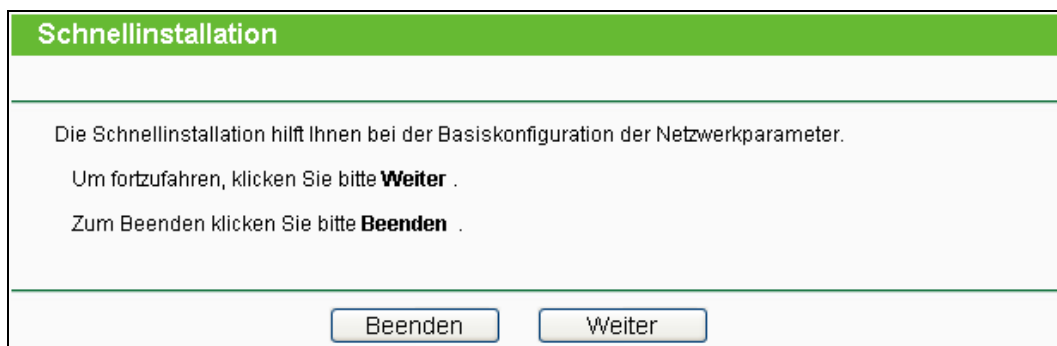 Schnellinstallation
Die Schnellinstallation hilft Ihnen bei der Basiskonfiguration der Netzwerkparameter.
Um fortzufahren, klicken Sie bitte Weiter .
Zum Beenden klicken Sie bitte Beenden .
Beenden Weiter